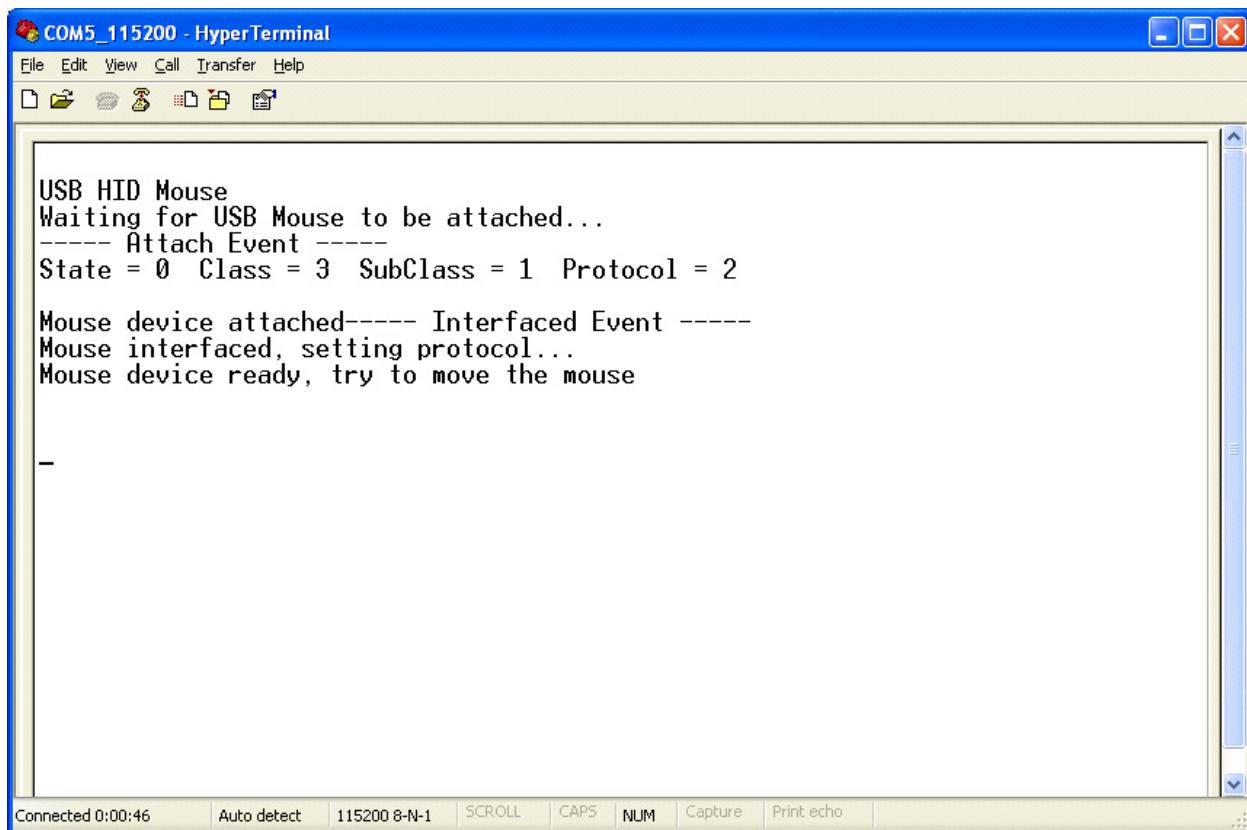 COM5_115200 - HyperTerminal
File Edit View Call Transfer Help
USB HID Mouse
Waiting for USB Mouse to be attached...
----- Attach Event -----
State = 0 Class = 3 SubClass = 1 Protocol = 2
Mouse device attached----- Interfaced Event -----
Mouse interfaced, setting protocol...
Mouse device ready, try to move the mouse
_
Connected 0:00:46 Auto detect 115200 8-N-1 SCROLL CAPS NUM Capture Print echo